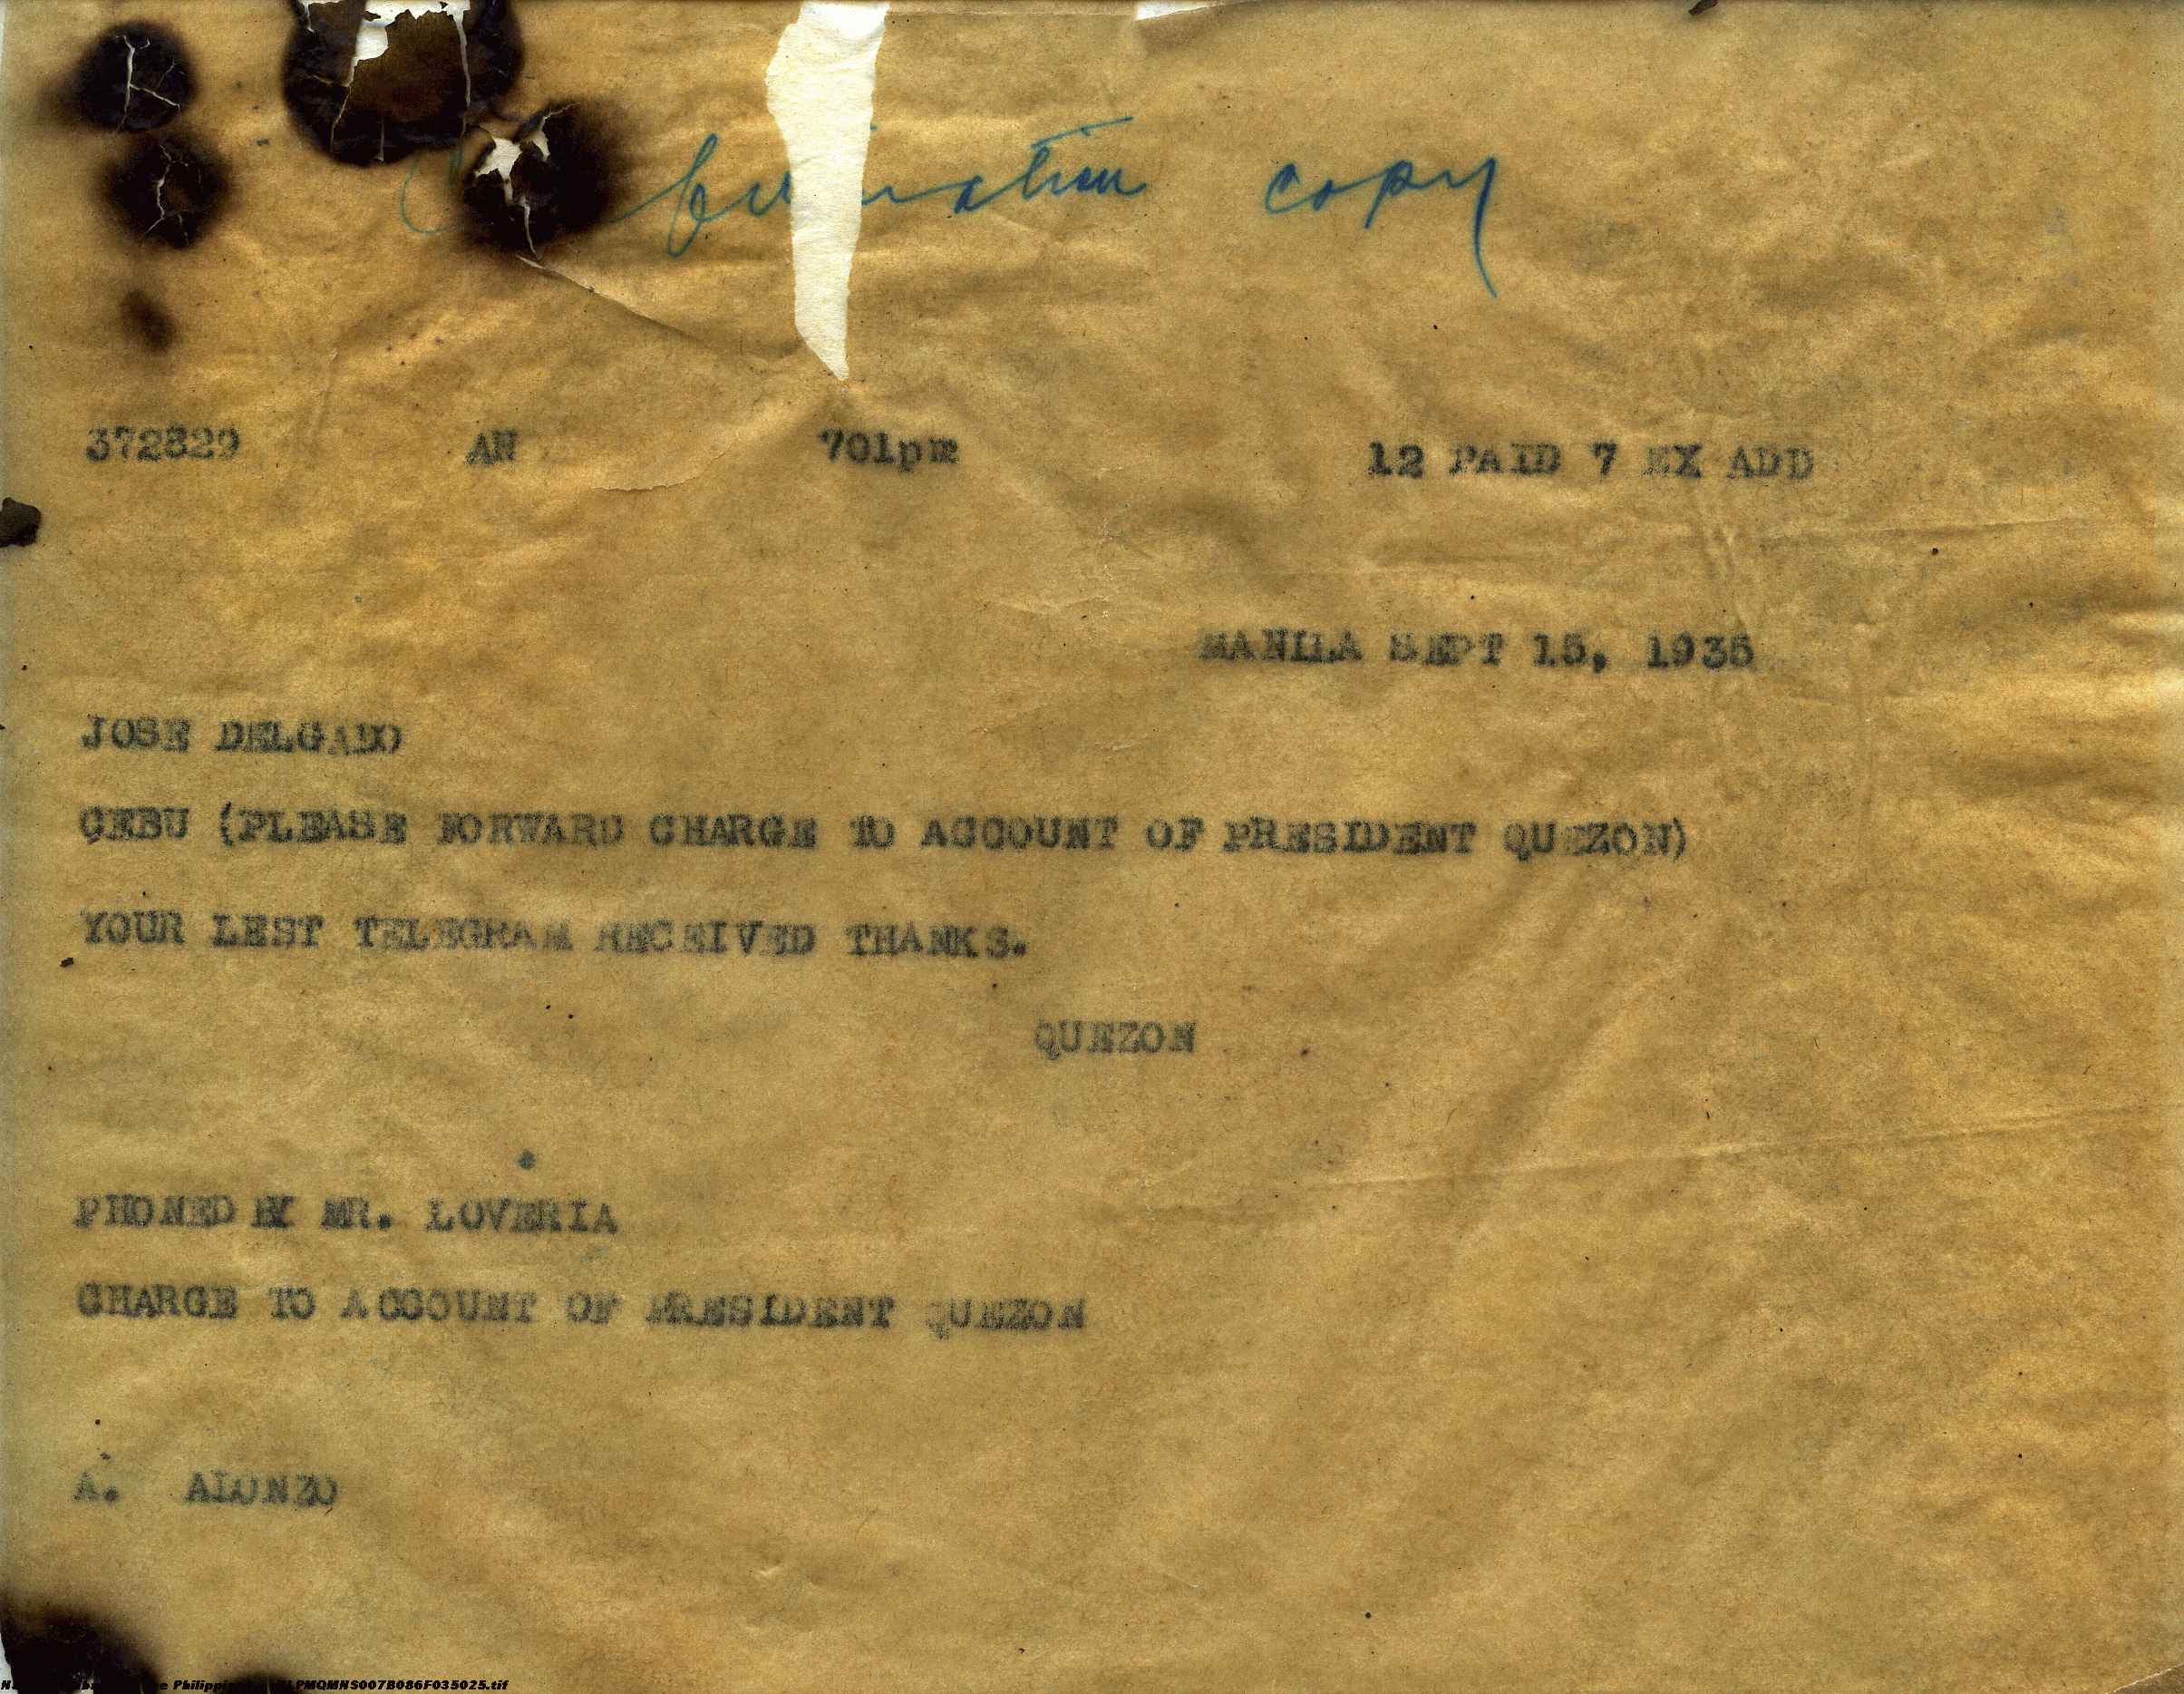 copy
372829 AN 701pm 12 PAID 7 EX ADD
MANILA SEPT 15, 1935
JOSE DELGADO
CEBU (PLEASE FORWARD CHARGE TO ACCOUNT OF PRESIDENT QUEZON)
YOUR LEST TELEGRAM RECEIVED THANKS.
QUEZON
PHONED BY MR. LOVERIA
CHARGE TO ACCOUNT OF PRESIDENT QUEZON
A. ALONZO